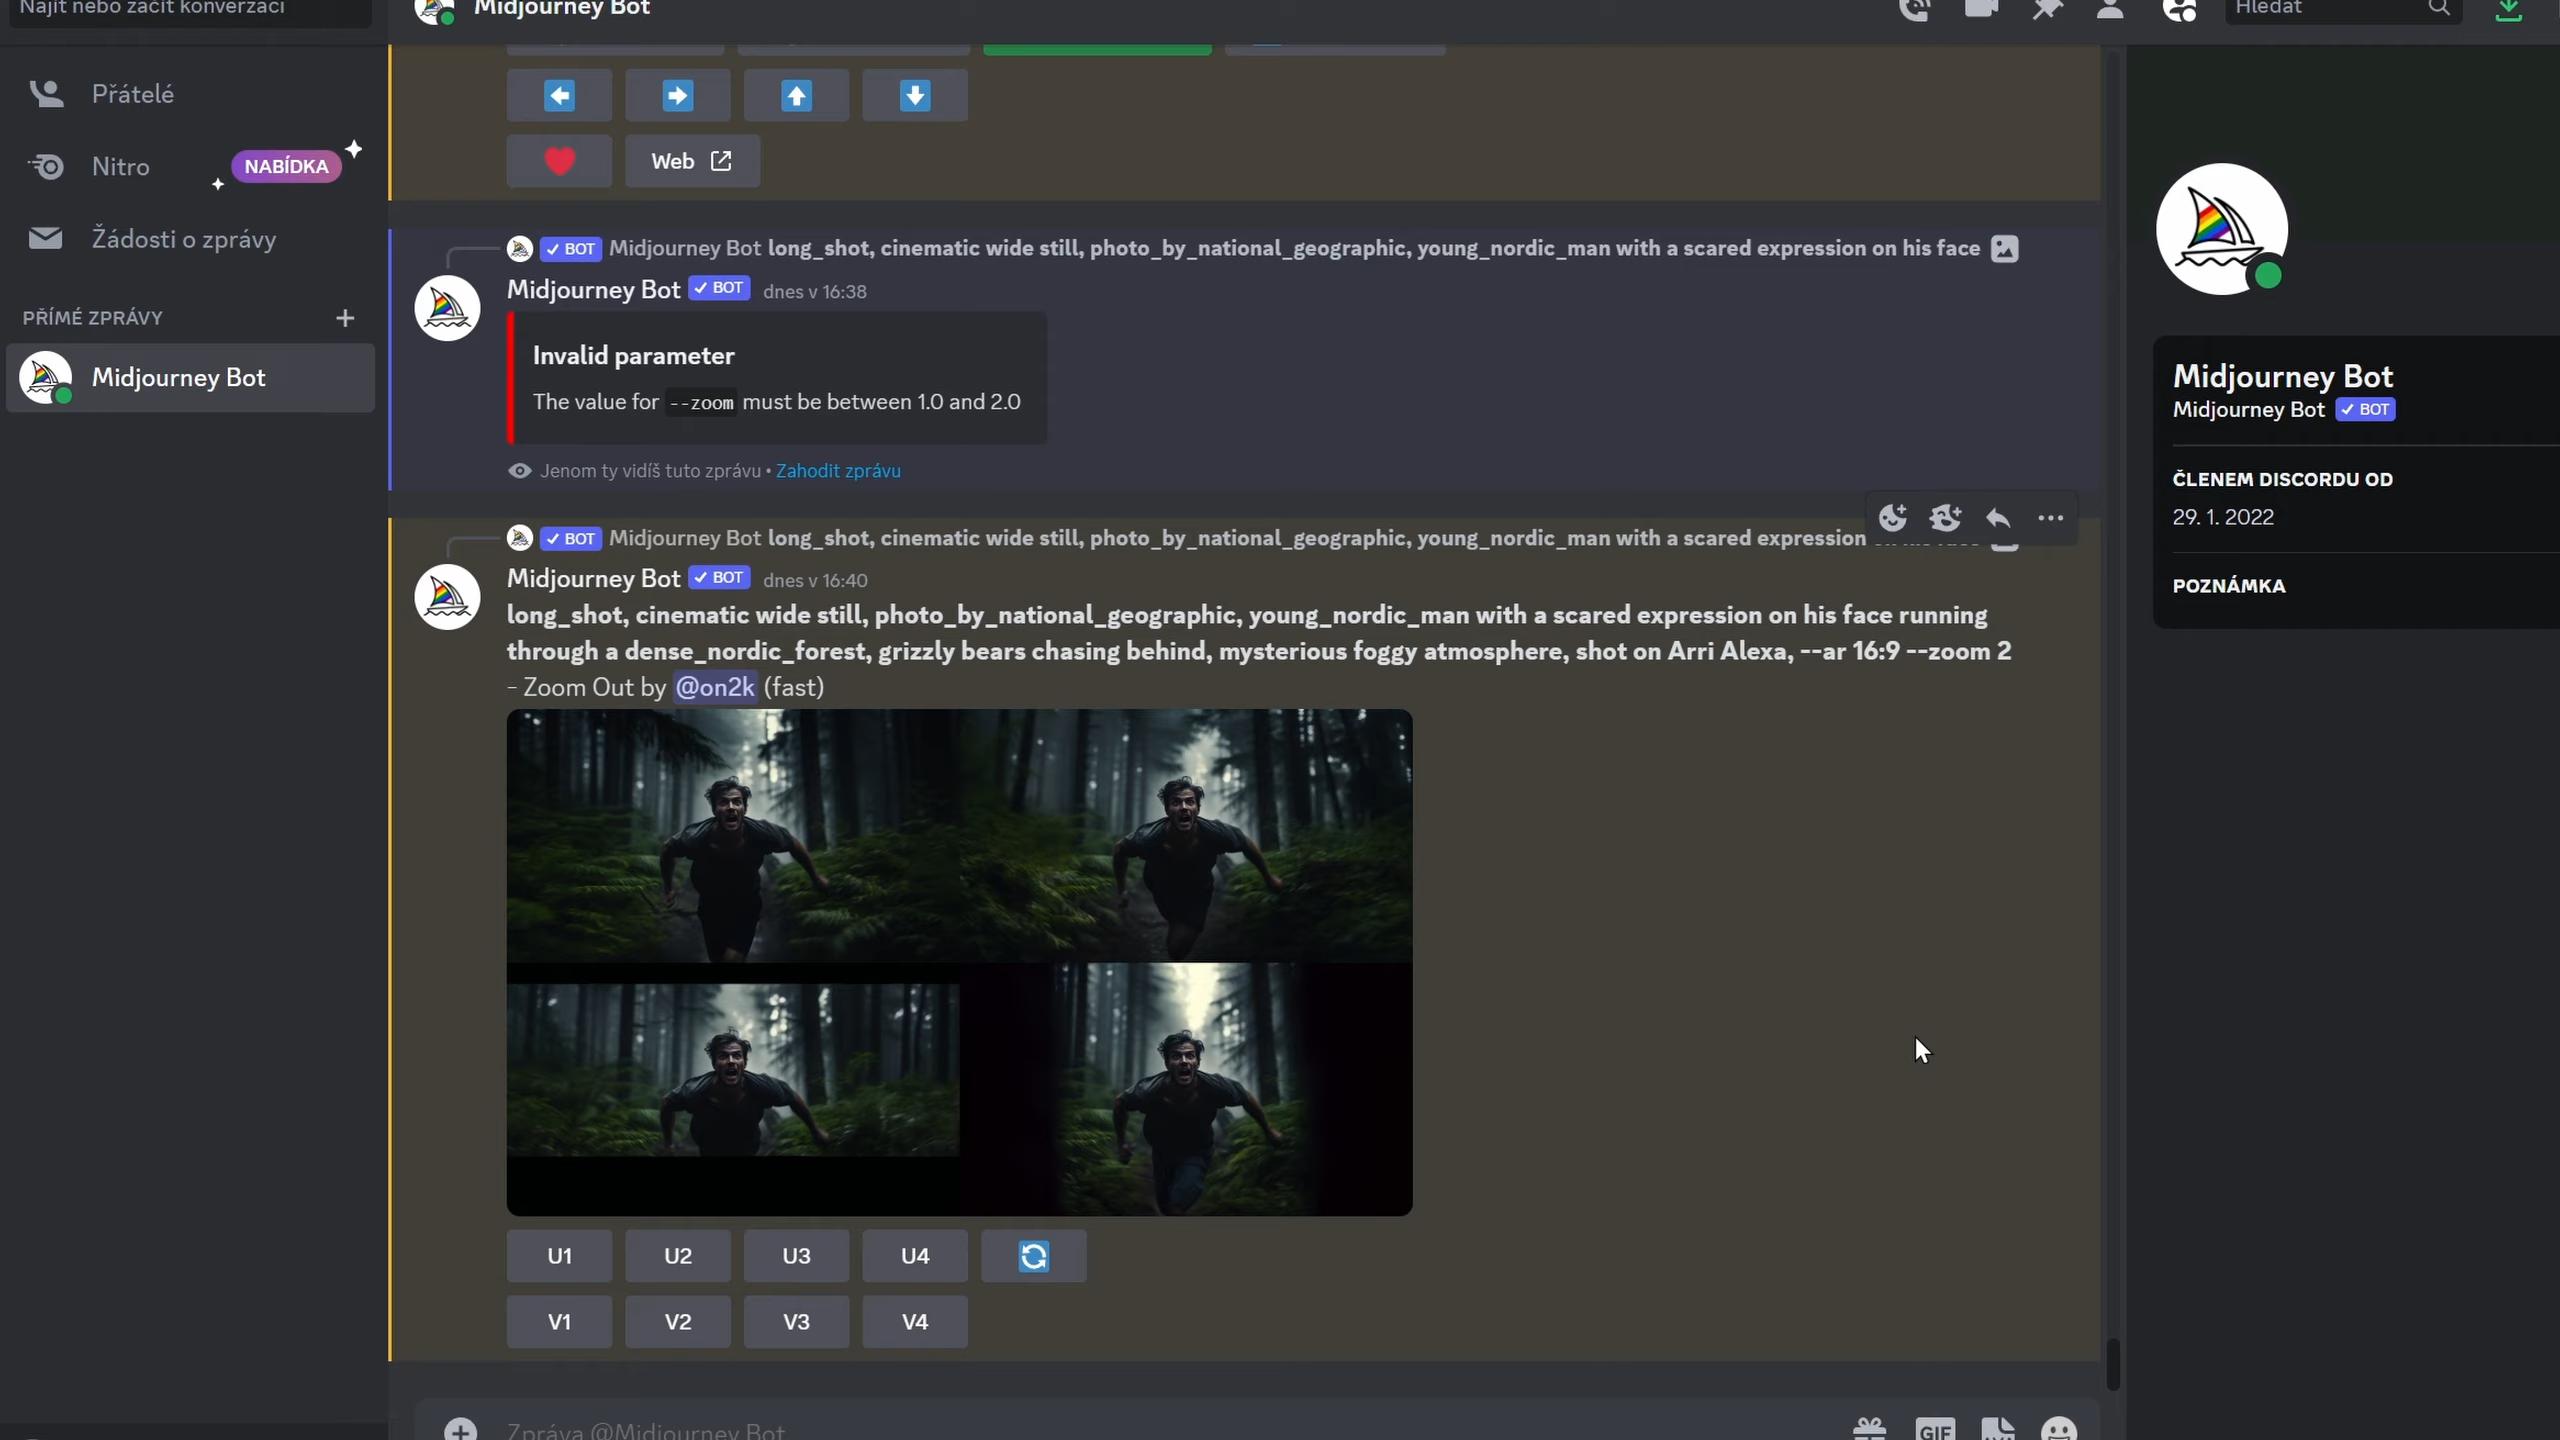 Najít nebo začít konverzaci
Midjourney Bot
Hledat
Přátelé
Nitro
NABÍDKA
Žádosti o zprávy
PŘÍMÉ ZPRÁVY
Midjourney Bot
Web
BOT Midjourney Bot long_shot, cinematic wide still, photo_by_national_geographic, young_nordic_man with a scared expression on his face
Midjourney Bot BOT dnes v 16:38
Invalid parameter
The value for --zoom must be between 1.0 and 2.0
Jenom ty vidíš tuto zprávu • Zahodit zprávu
BOT Midjourney Bot long_shot, cinematic wide still, photo_by_national_geographic, young_nordic_man with a scared expression on his face
Midjourney Bot BOT dnes v 16:40
long_shot, cinematic wide still, photo_by_national_geographic, young_nordic_man with a scared expression on his face running
through a dense_nordic_forest, grizzly bears chasing behind, mysterious foggy atmosphere, shot on Arri Alexa, --ar 16:9 --zoom 2
- Zoom Out by @on2k (fast)
U1 U2 U3 U4
V1 V2 V3 V4
Zpráva @Midjourney Bot
GIF
Midjourney Bot
Midjourney Bot BOT
ČLENEM DISCORDU OD
29. 1. 2022
POZNÁMKA